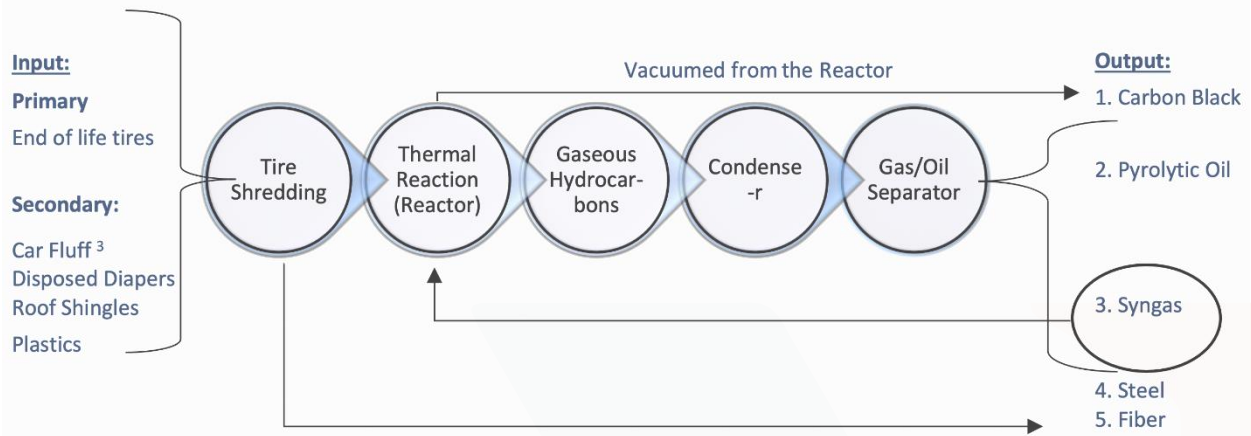 Input:
Primary
End of life tires
Secondary:
Car Fluff ³
Disposed Diapers
Roof Shingles
Plastics
Tire
Shredding
Thermal
Reaction
(Reactor)
Gaseous
Hydrocar-
bons
Condense
-r
Gas/Oil
Separator
Vacuumed from the Reactor
Output:
1. Carbon Black
2. Pyrolytic Oil
3. Syngas
4. Steel
5. Fiber